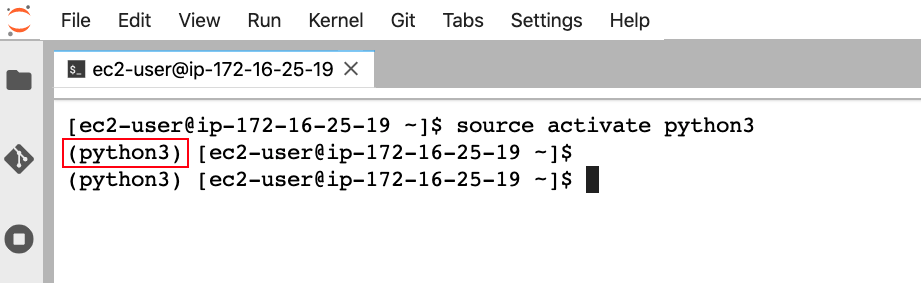 File Edit View Run Kernel Git Tabs Settings Help
$_ ec2-user@ip-172-16-25-19
[ec2-user@ip-172-16-25-19 ~]$ source activate python3
(python3) [ec2-user@ip-172-16-25-19 ~]$
(python3) [ec2-user@ip-172-16-25-19 ~]$